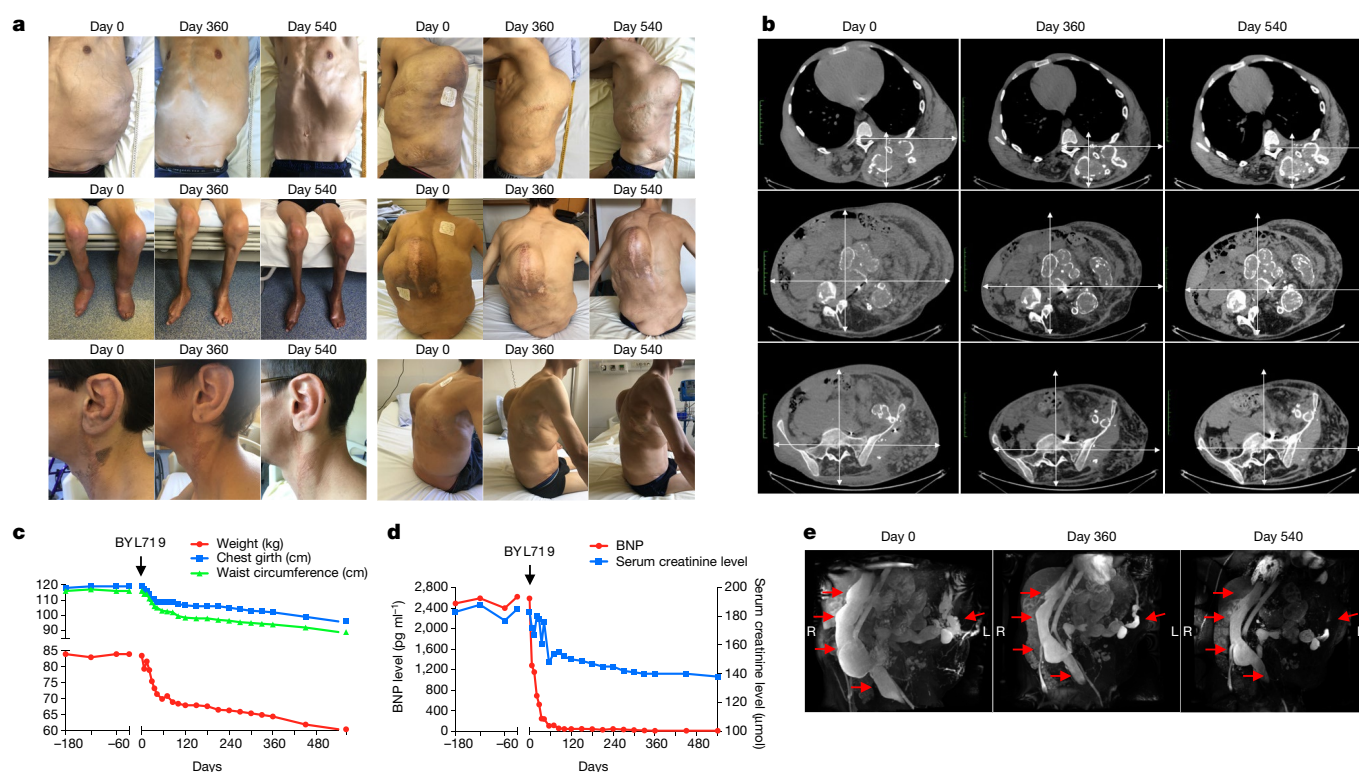 a
Day 0 Day 360 Day 540 Day 0 Day 360 Day 540
Day 0 Day 360 Day 540 Day 0 Day 360 Day 540
Day 0 Day 360 Day 540 Day 0 Day 360 Day 540
b
Day 0 Day 360 Day 540
c
BYL719
Weight (kg)
Chest girth (cm)
Waist circumference (cm)
120
110
100
90
85
80
75
70
65
60
−180 −60 0 120 240 360 480
Days
d
BYL719
BNP
Serum creatinine level
BNP level (pg ml−1)
2,800
2,400
2,000
1,600
1,200
800
400
0
200
180
160
140
120
100
Serum creatinine level (μmol)
−180 −60 0 120 240 360 480
Days
e
Day 0 Day 360 Day 540
R L R L R L